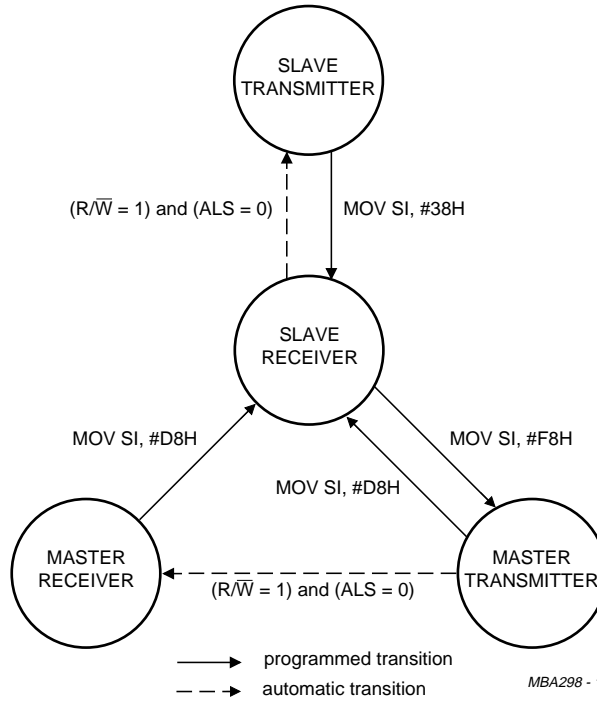 SLAVE
TRANSMITTER
(R/W̅ = 1) and (ALS = 0)
MOV SI, #38H
SLAVE
RECEIVER
MOV SI, #D8H
MOV SI, #F8H
MOV SI, #D8H
MASTER
RECEIVER
MASTER
TRANSMITTER
(R/W̅ = 1) and (ALS = 0)
programmed transition
automatic transition
MBA298 -